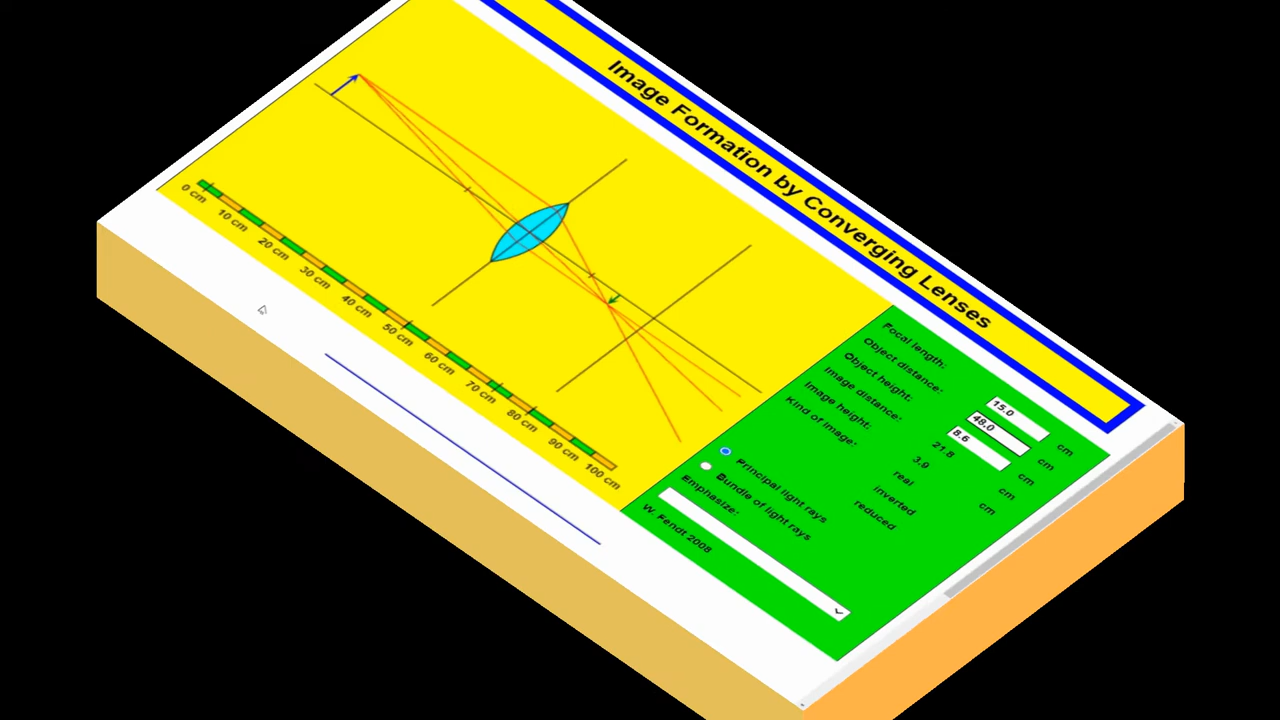 Image Formation by Converging Lenses
0 cm
10 cm
20 cm
30 cm
40 cm
50 cm
60 cm
70 cm
80 cm
90 cm
100 cm
Focal length: 15.0 cm
Object distance: 48.0 cm
Object height: 8.6 cm
Image distance: 21.8 cm
Image height: 3.9 cm
Kind of image: real
inverted
reduced
Principal light rays
Bundle of light rays
Emphasize:
W. Fendt 2008